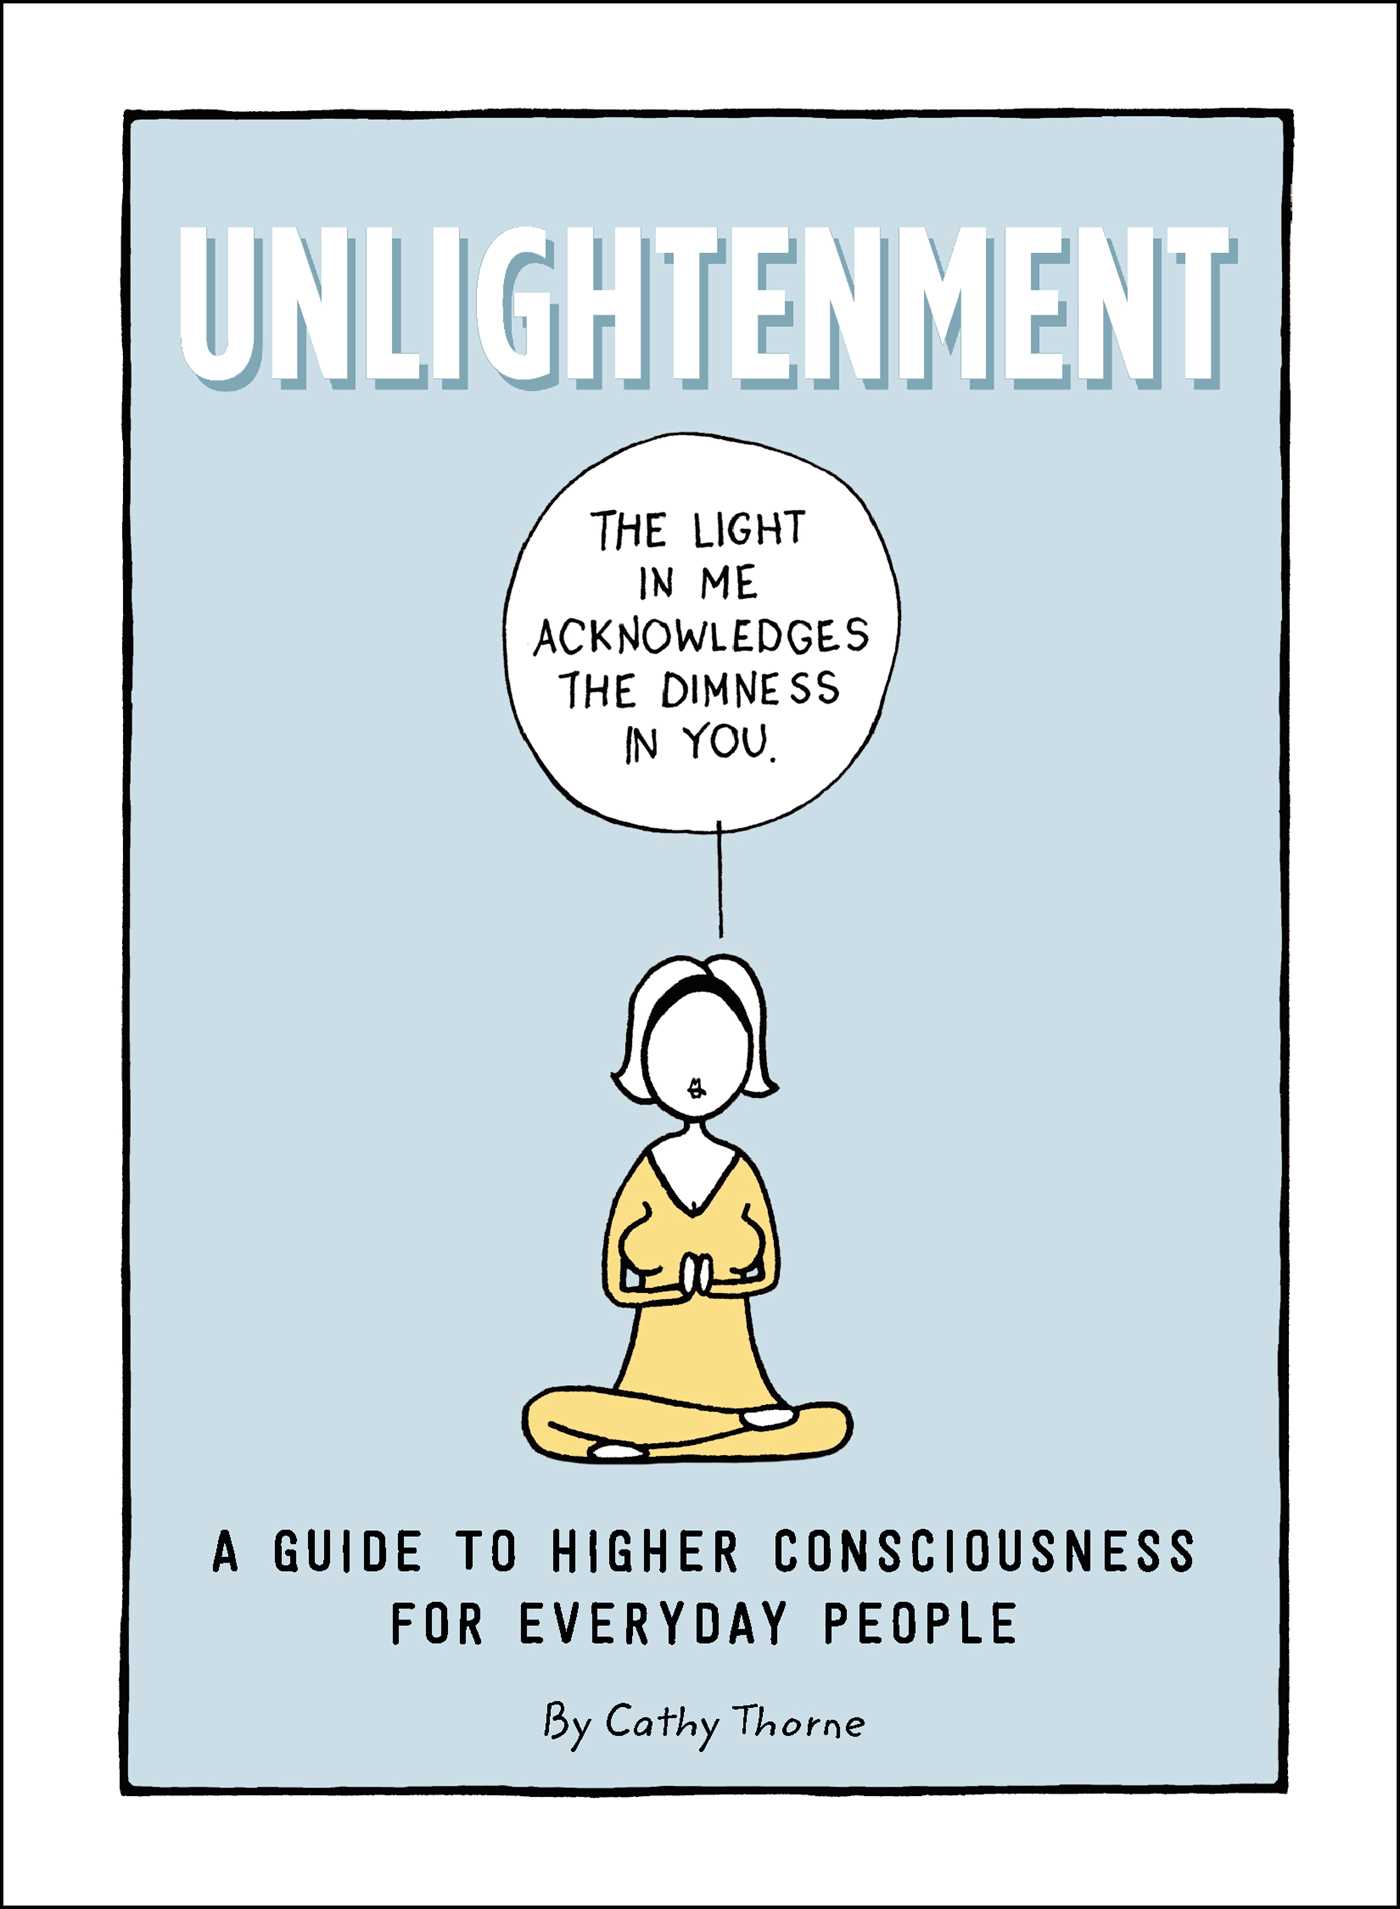 UNLIGHTENMENT
THE LIGHT
IN ME
ACKNOWLEDGES
THE DIMNESS
IN YOU.
A GUIDE TO HIGHER CONSCIOUSNESS
FOR EVERYDAY PEOPLE
By Cathy Thorne